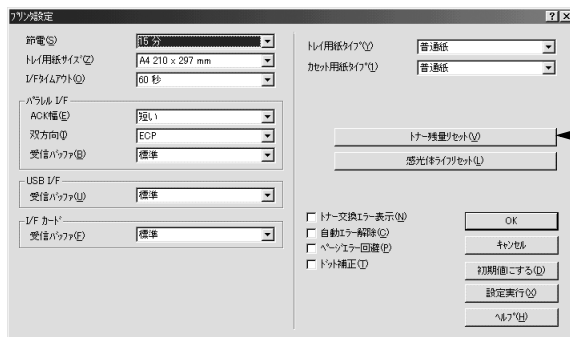 プリンタ設定
節電(S) 15 分
トレイ用紙サイズ(Z) A4 210 x 297 mm
I/Fタイムアウト(O) 60 秒
パラレル I/F
ACK幅(E) 短い
双方向(I) ECP
受信バッファ(B) 標準
USB I/F
受信バッファ(U) 標準
I/F カード
受信バッファ(F) 標準
トレイ用紙タイプ(Y) 普通紙
カセット用紙タイプ(1) 普通紙
トナー残量リセット(V)
感光体ライフリセット(L)
トナー交換エラー表示(N)
自動エラー解除(C)
ページエラー回避(P)
ドット補正(T)
OK
キャンセル
初期値にする(D)
設定実行(X)
ヘルプ(H)